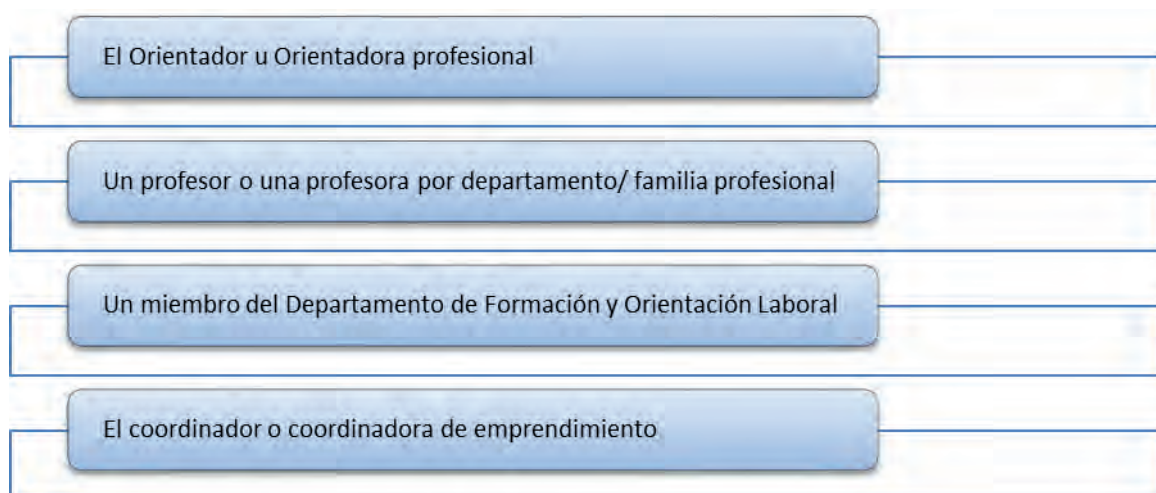 El Orientador u Orientadora profesional
Un profesor o una profesora por departamento/ familia profesional
Un miembro del Departamento de Formación y Orientación Laboral
El coordinador o coordinadora de emprendimiento